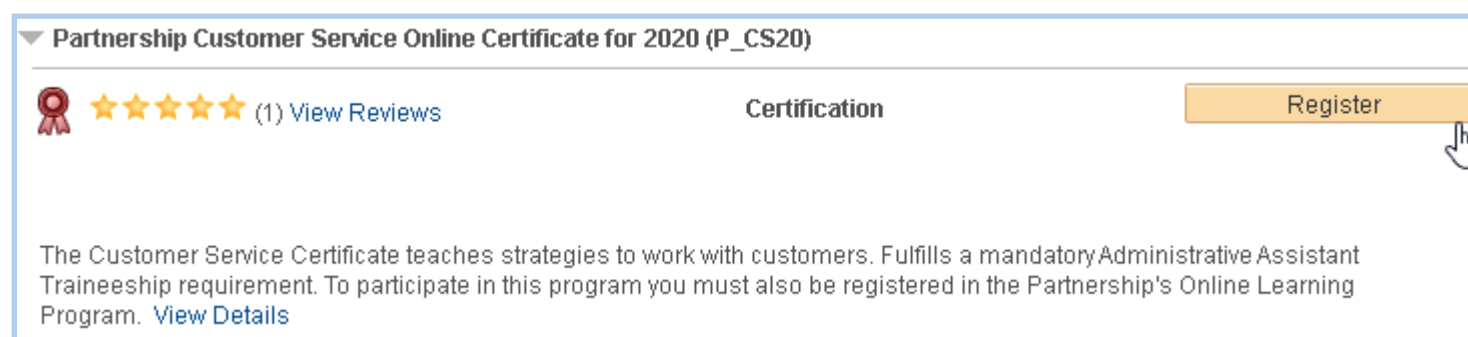 Partnership Customer Service Online Certificate for 2020 (P_CS20)
(1) View Reviews Certification Register
The Customer Service Certificate teaches strategies to work with customers. Fulfills a mandatory Administrative Assistant
Traineeship requirement. To participate in this program you must also be registered in the Partnership's Online Learning
Program. View Details